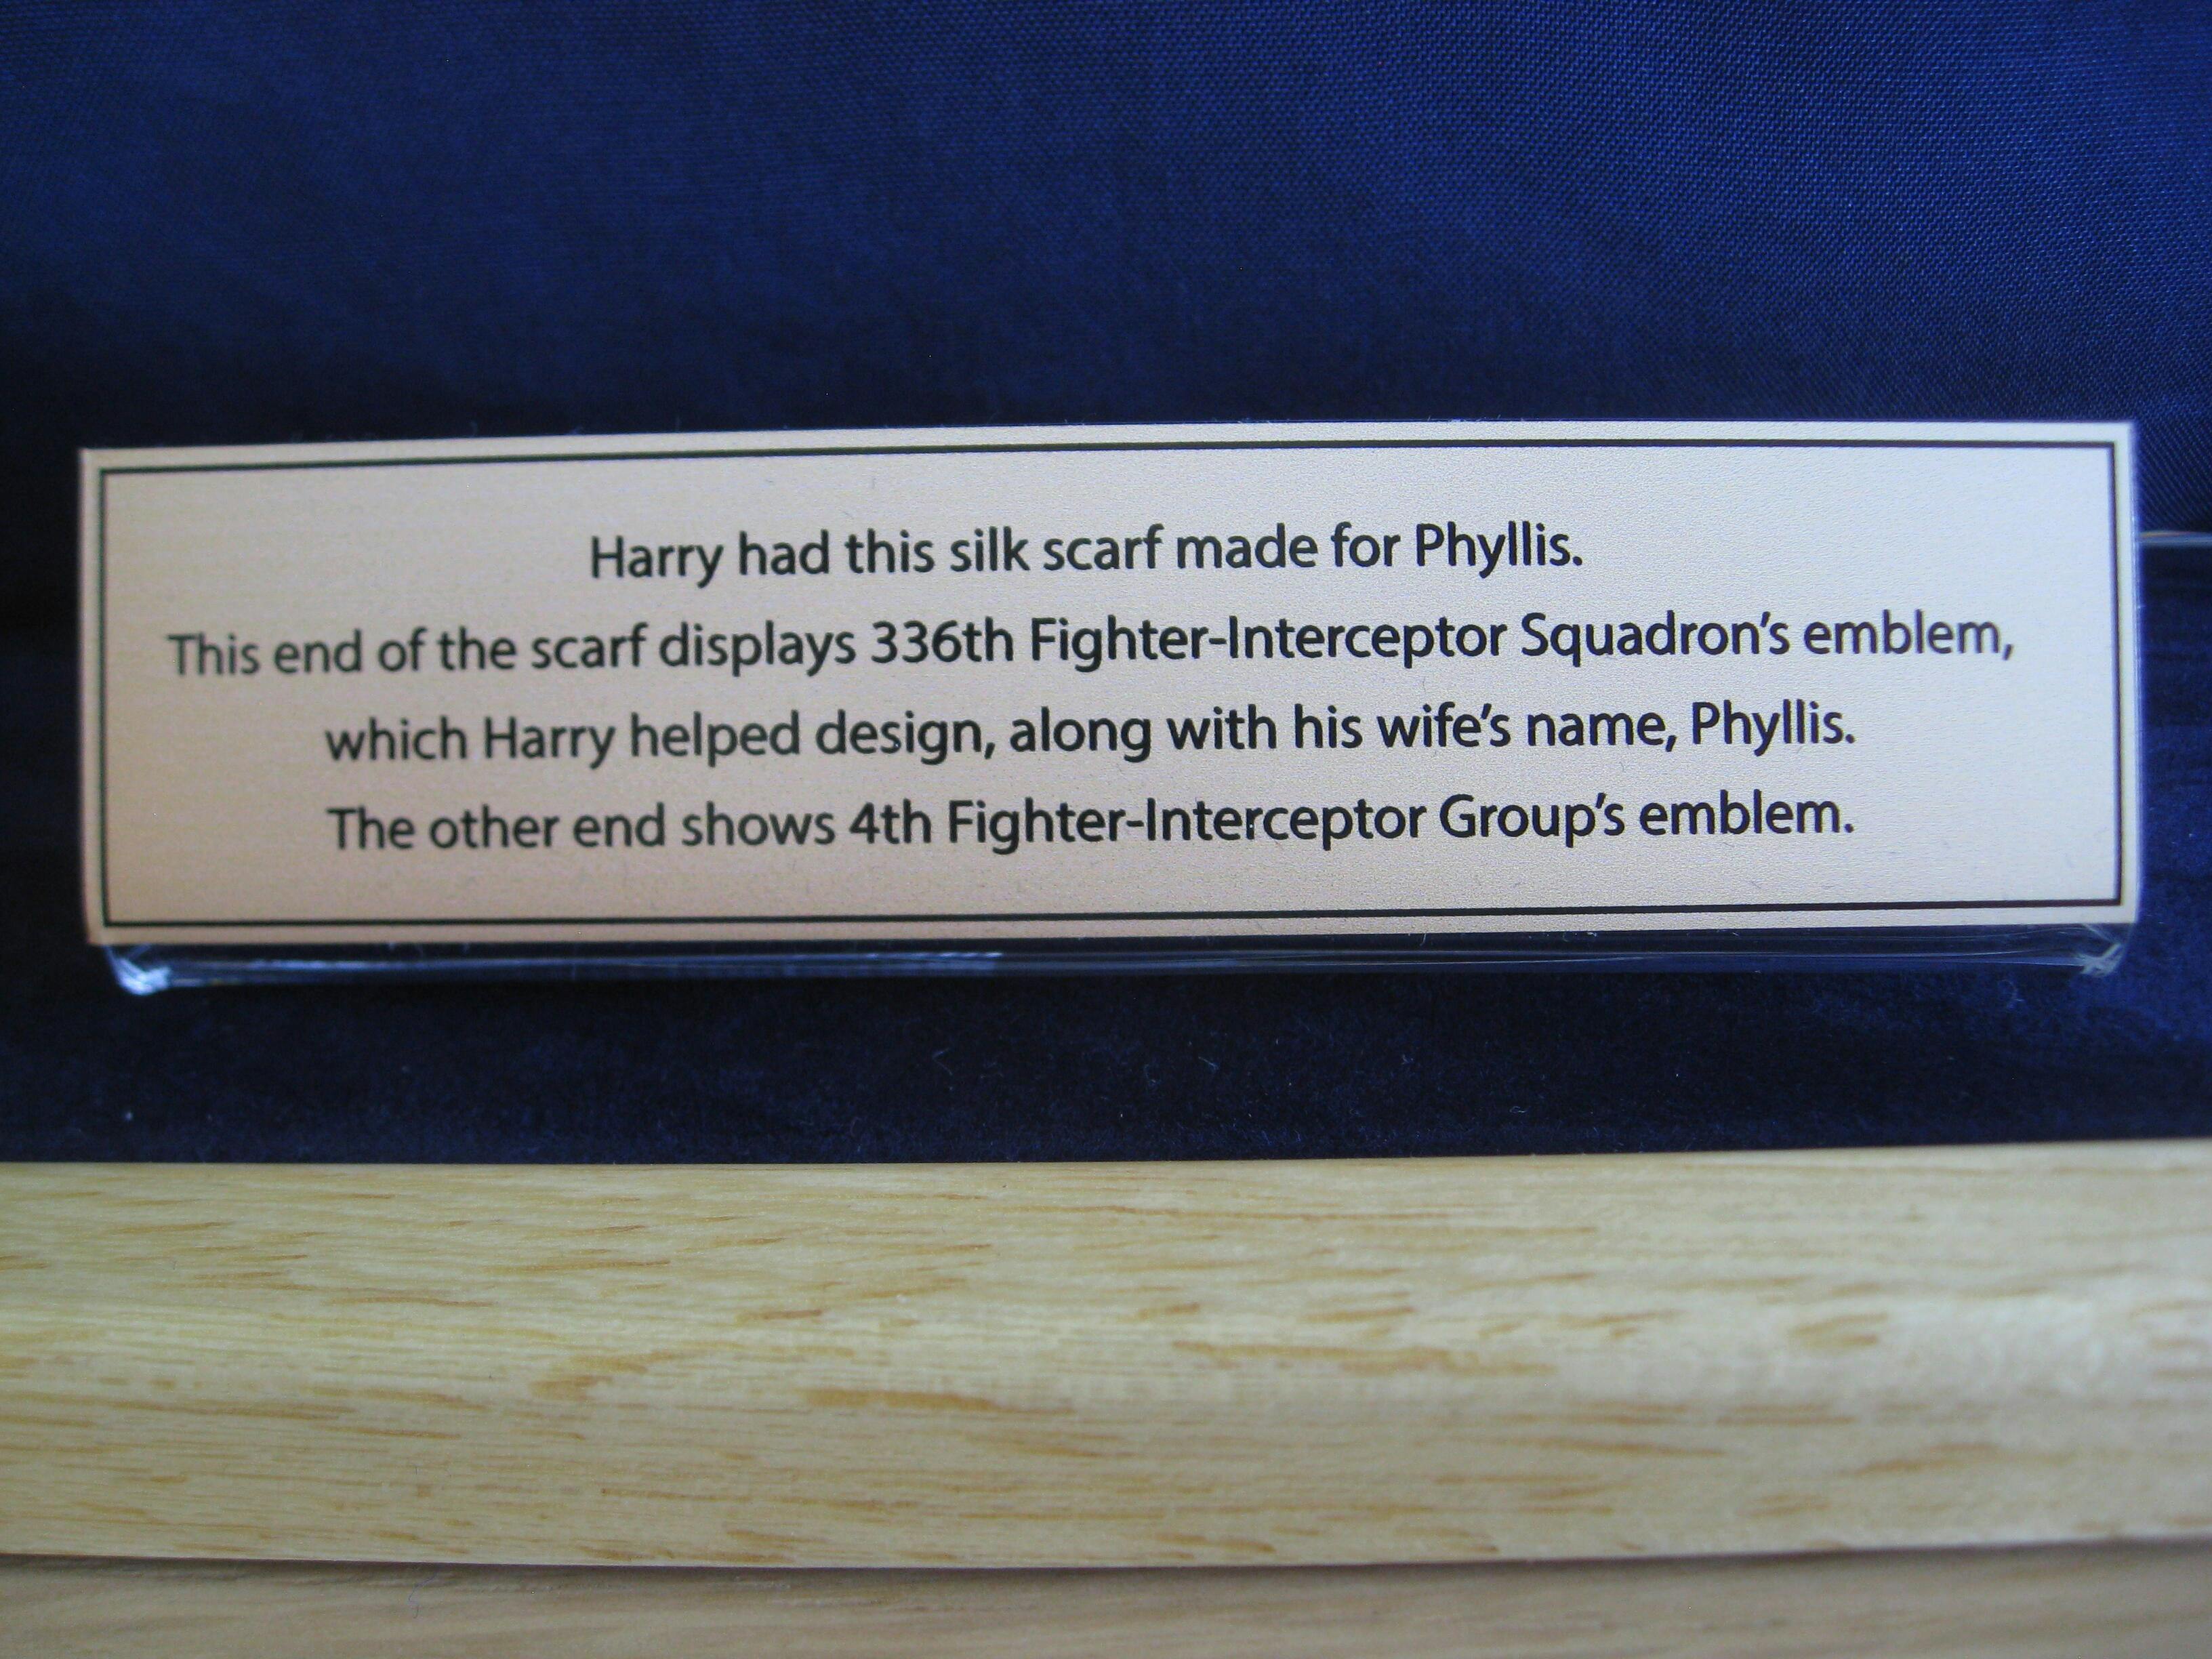 Harry had this silk scarf made for Phyllis.
This end of the scarf displays 336th Fighter-Interceptor Squadron's emblem,
which Harry helped design, along with his wife's name, Phyllis.
The other end shows 4th Fighter-Interceptor Group's emblem.